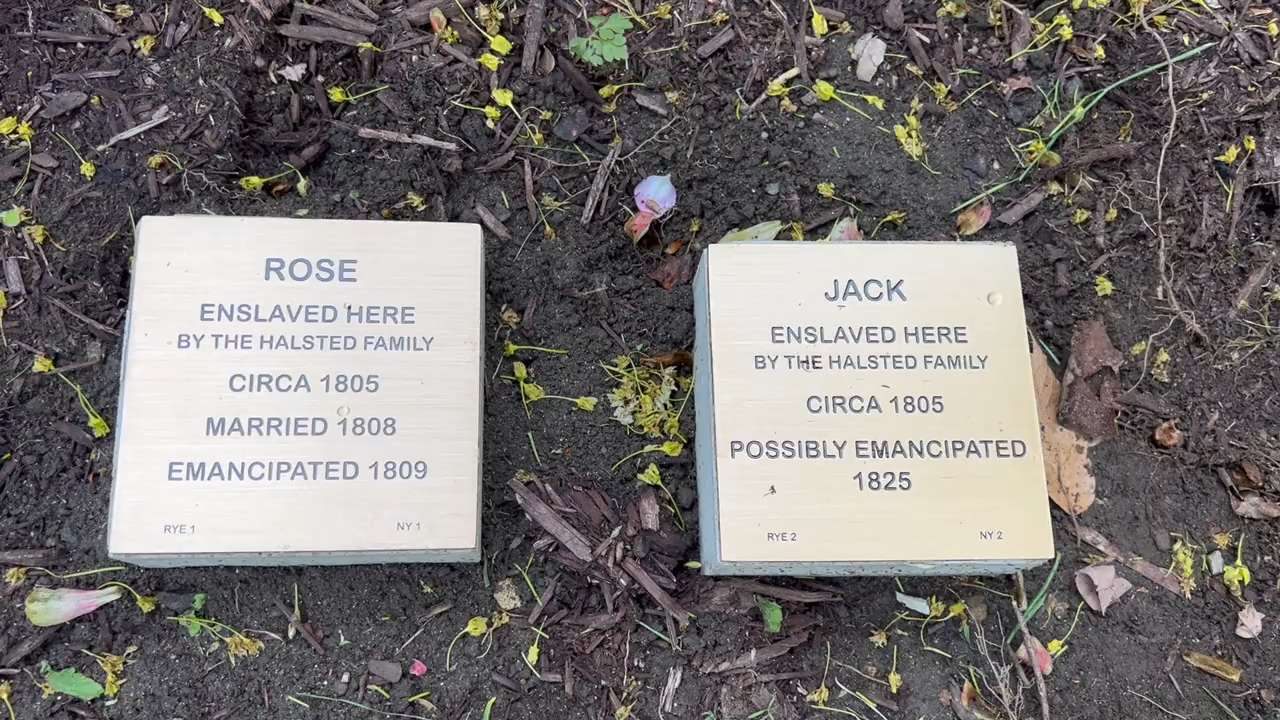 ROSE
ENSLAVED HERE
BY THE HALSTED FAMILY
CIRCA 1805
MARRIED 1808
EMANCIPATED 1809
RYE 1 NY 1
JACK
ENSLAVED HERE
BY THE HALSTED FAMILY
CIRCA 1805
POSSIBLY EMANCIPATED
1825
RYE 2 NY 2